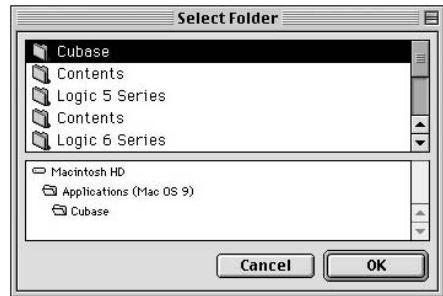 Select Folder
Cubase
Contents
Logic 5 Series
Contents
Logic 6 Series
Macintosh HD
Applications (Mac OS 9)
Cubase
Cancel OK